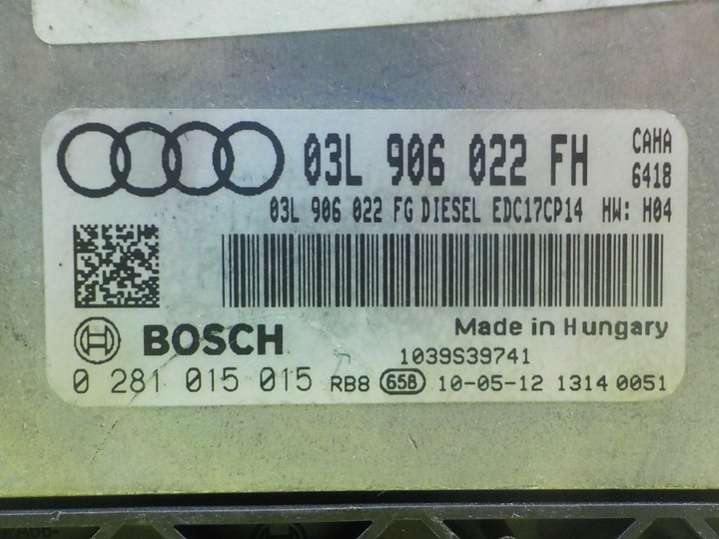 03L 906 022 FH CAHA
6418
03L 906 022 FG DIESEL EDC17CP14 HW: H04
Made in Hungary
BOSCH
1039S39741
0 281 015 015 RB8 65B 10-05-12 1314 0051